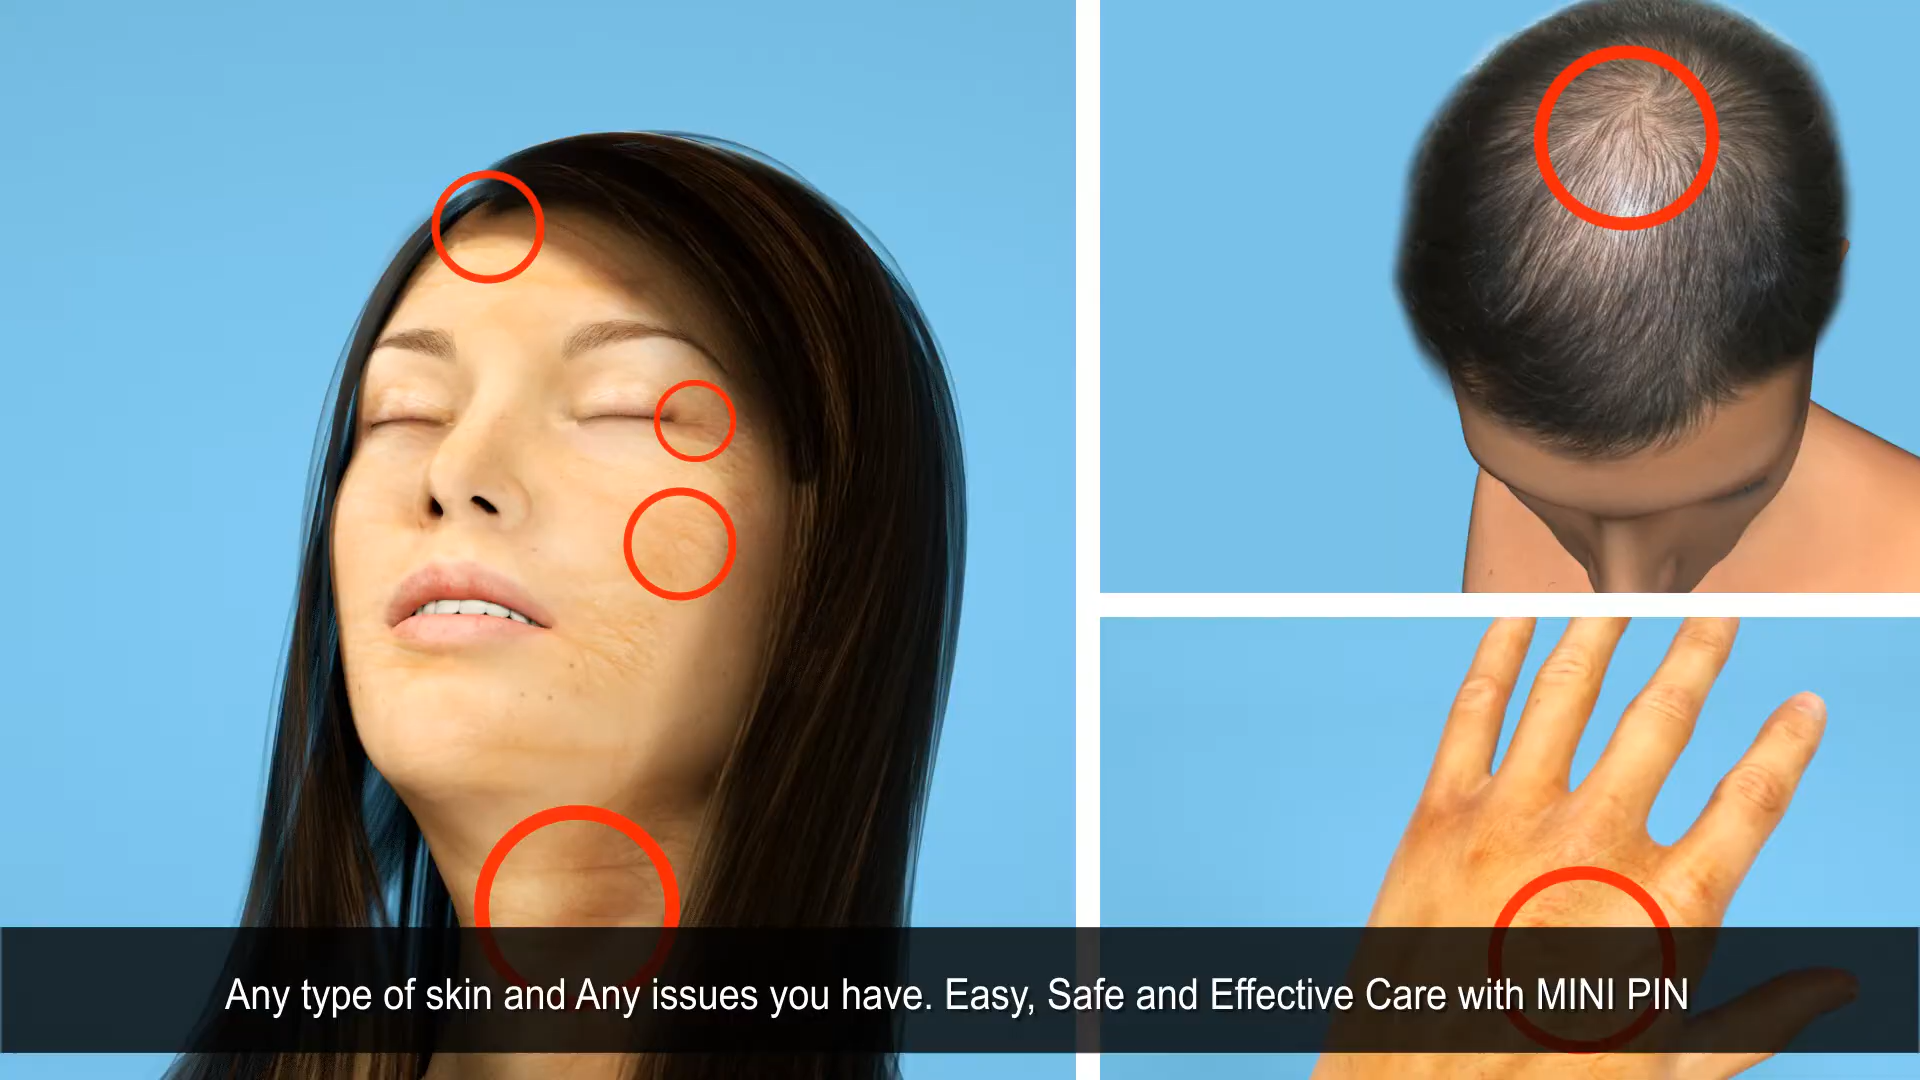 Any type of skin and Any issues you have. Easy, Safe and Effective Care with MINI PIN